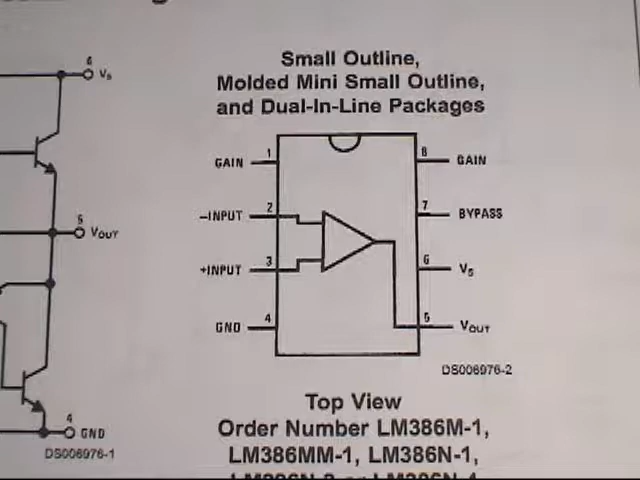 6 VS
5 VOUT
4 GND
DS006976-1
Small Outline,
Molded Mini Small Outline,
and Dual-In-Line Packages
GAIN 1
8 GAIN
–INPUT 2
7 BYPASS
+INPUT 3
6 VS
GND 4
5 VOUT
DS006976-2
Top View
Order Number LM386M-1,
LM386MM-1, LM386N-1,